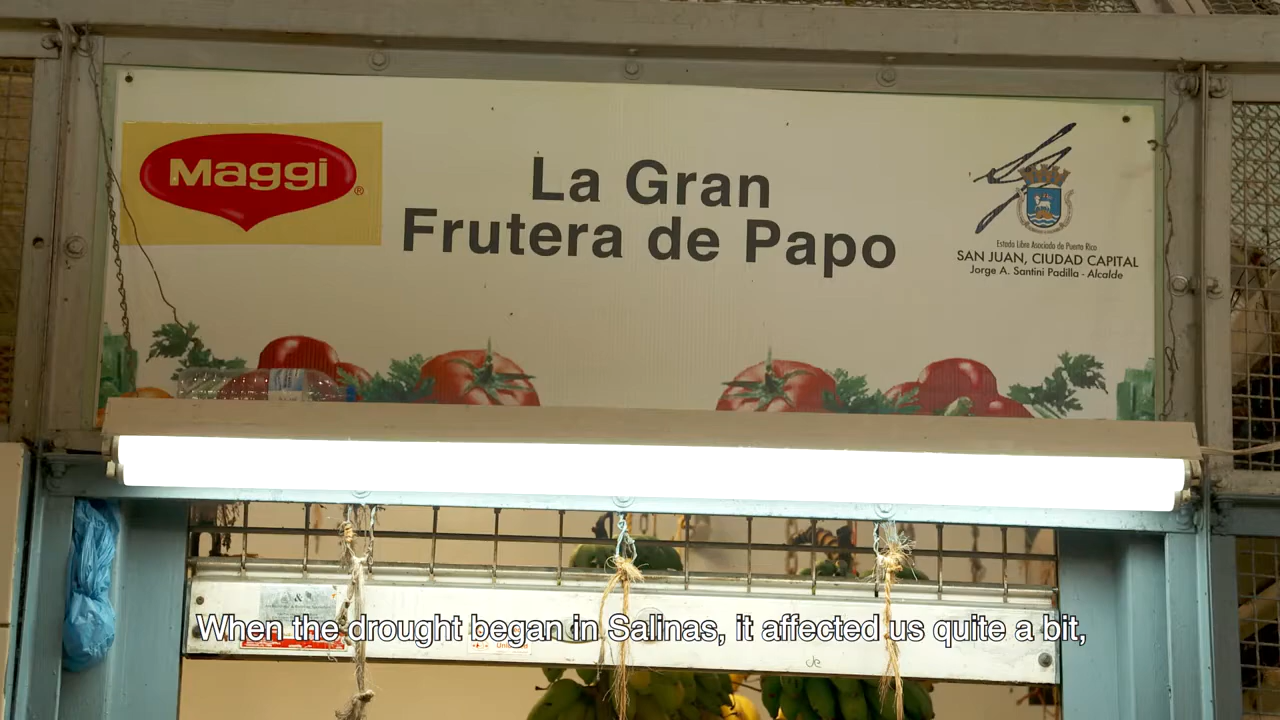 Maggi
®
La Gran
Frutera de Papo
Estado Libre Asociado de Puerto Rico
SAN JUAN, CIUDAD CAPITAL
Jorge A. Santini Padilla - Alcalde
When the drought began in Salinas, it affected us quite a bit,